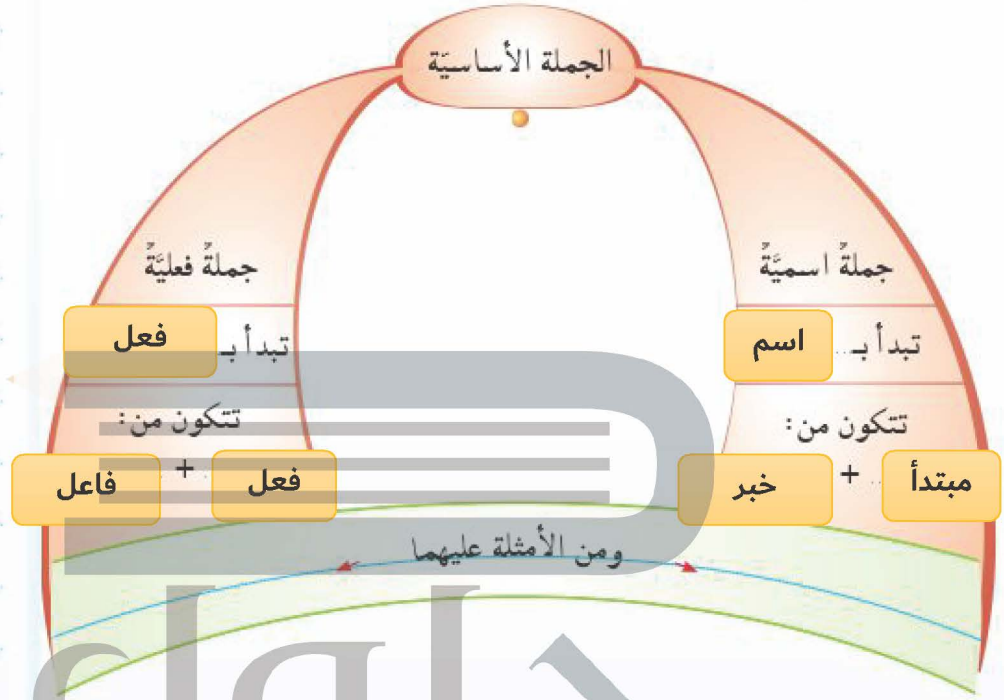 الجملة الأساسيّة
جملةٌ اسميَّةٌ
تبدأ بـ.. اسم
تتكون من:
مبتدأ .. + خبر
جملةٌ فعليَّةٌ
تبدأ بـ فعل
تتكون من:
فعل .. + فاعل
ومن الأمثلة عليهما
حلول